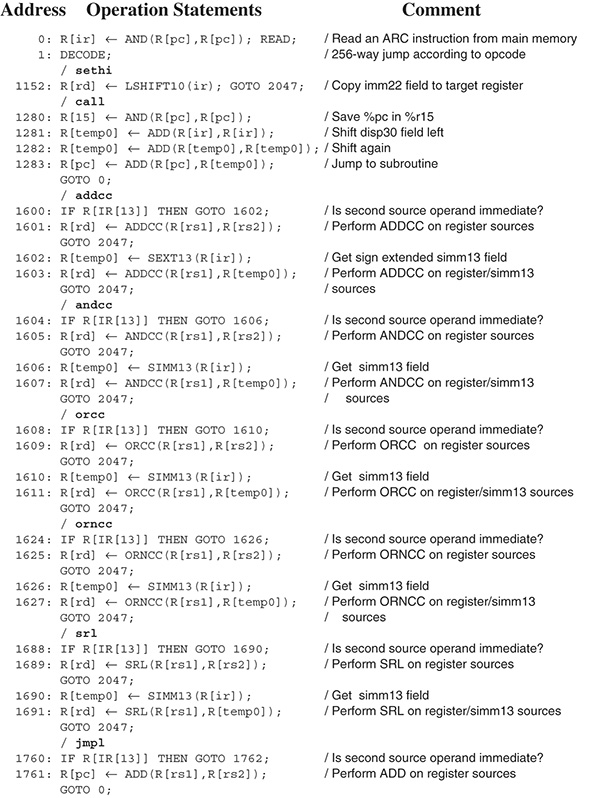 Address Operation Statements Comment
0: R[ir] ← AND(R[pc],R[pc]); READ; / Read an ARC instruction from main memory
1: DECODE; / 256-way jump according to opcode
/ sethi
1152: R[rd] ← LSHIFT10(ir); GOTO 2047; / Copy imm22 field to target register
/ call
1280: R[15] ← AND(R[pc],R[pc]); / Save %pc in %r15
1281: R[temp0] ← ADD(R[ir],R[ir]); / Shift disp30 field left
1282: R[temp0] ← ADD(R[temp0],R[temp0]); / Shift again
1283: R[pc] ← ADD(R[pc],R[temp0]); / Jump to subroutine
GOTO 0;
/ addcc
1600: IF R[IR[13]] THEN GOTO 1602; / Is second source operand immediate?
1601: R[rd] ← ADDCC(R[rs1],R[rs2]); / Perform ADDCC on register sources
GOTO 2047;
1602: R[temp0] ← SEXT13(R[ir]); / Get sign extended simm13 field
1603: R[rd] ← ADDCC(R[rs1],R[temp0]); / Perform ADDCC on register/simm13
GOTO 2047; / sources
/ andcc
1604: IF R[IR[13]] THEN GOTO 1606; / Is second source operand immediate?
1605: R[rd] ← ANDCC(R[rs1],R[rs2]); / Perform ANDCC on register sources
GOTO 2047;
1606: R[temp0] ← SIMM13(R[ir]); / Get simm13 field
1607: R[rd] ← ANDCC(R[rs1],R[temp0]); / Perform ANDCC on register/simm13
GOTO 2047; / sources
/ orcc
1608: IF R[IR[13]] THEN GOTO 1610; / Is second source operand immediate?
1609: R[rd] ← ORCC(R[rs1],R[rs2]); / Perform ORCC on register sources
GOTO 2047;
1610: R[temp0] ← SIMM13(R[ir]); / Get simm13 field
1611: R[rd] ← ORCC(R[rs1],R[temp0]); / Perform ORCC on register/simm13 sources
GOTO 2047;
/ orncc
1624: IF R[IR[13]] THEN GOTO 1626; / Is second source operand immediate?
1625: R[rd] ← ORNCC(R[rs1],R[rs2]); / Perform ORNCC on register sources
GOTO 2047;
1626: R[temp0] ← SIMM13(R[ir]); / Get simm13 field
1627: R[rd] ← ORNCC(R[rs1],R[temp0]); / Perform ORNCC on register/simm13
GOTO 2047; / sources
/ srl
1688: IF R[IR[13]] THEN GOTO 1690; / Is second source operand immediate?
1689: R[rd] ← SRL(R[rs1],R[rs2]); / Perform SRL on register sources
GOTO 2047;
1690: R[temp0] ← SIMM13(R[ir]); / Get simm13 field
1691: R[rd] ← SRL(R[rs1],R[temp0]); / Perform SRL on register/simm13 sources
GOTO 2047;
/ jmpl
1760: IF R[IR[13]] THEN GOTO 1762; / Is second source operand immediate?
1761: R[pc] ← ADD(R[rs1],R[rs2]); / Perform ADD on register sources
GOTO 0;